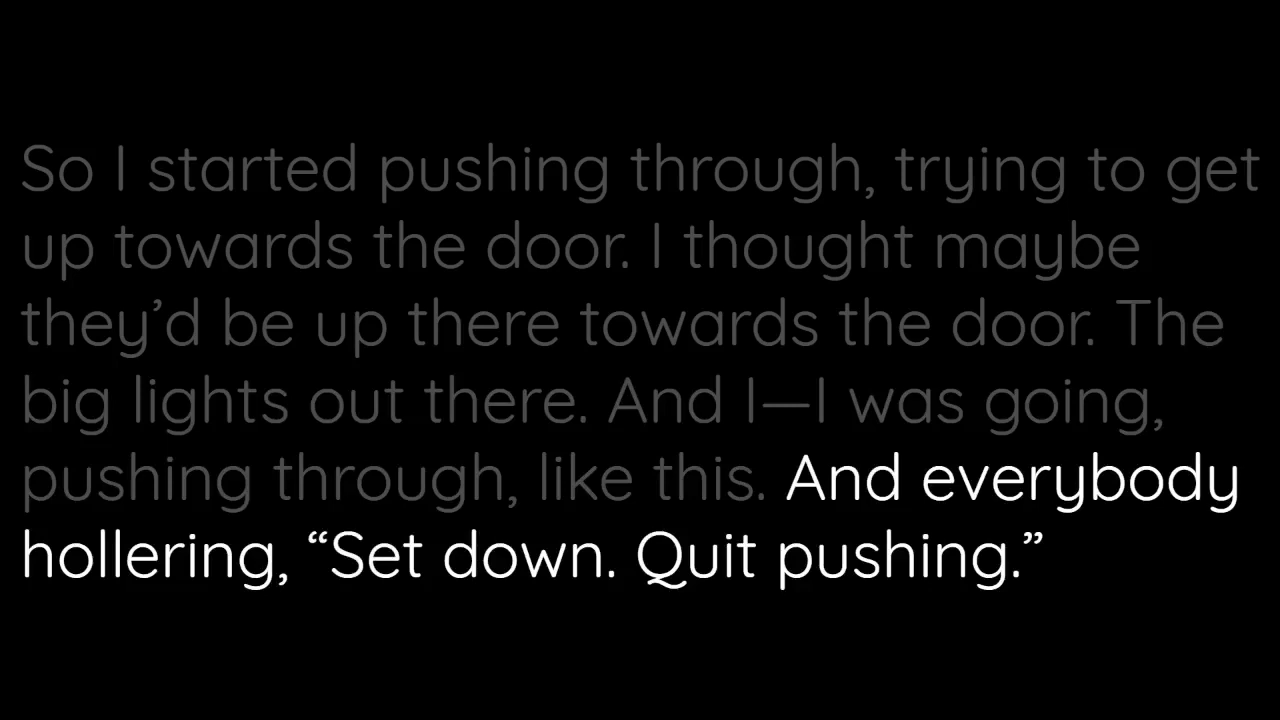 So I started pushing through, trying to get
up towards the door. I thought maybe
they’d be up there towards the door. The
big lights out there. And I—I was going,
pushing through, like this. And everybody
hollering, “Set down. Quit pushing.”